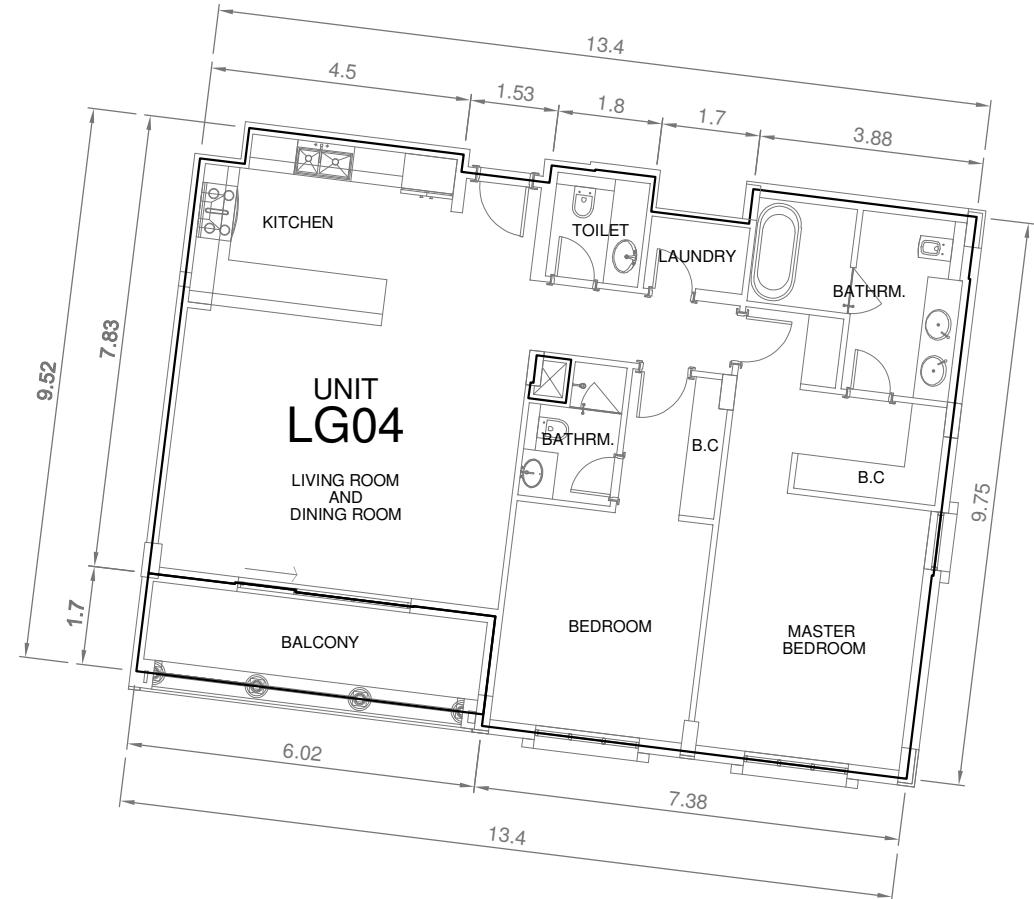 13.4
4.5
1.53
1.8
1.7
3.88
KITCHEN
TOILET
LAUNDRY
BATHRM.
7.83
9.52
UNIT
LG04
LIVING ROOM
AND
DINING ROOM
BATHRM.
B.C
B.C
9.75
1.7
BALCONY
BEDROOM
MASTER
BEDROOM
6.02
7.38
13.4